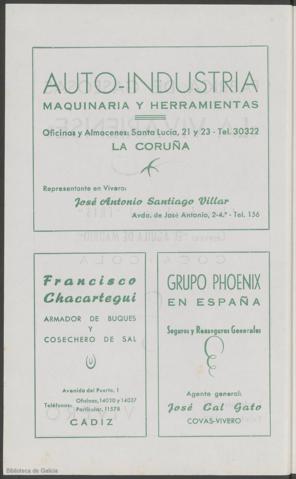 AUTO-INDUSTRIA
MAQUINARIA Y HERRAMIENTAS
Oficinas y Almacenes: Santa Lucía, 21 y 23 - Tel. 30322
LA CORUÑA
Representante en Vivero:
José Antonio Santiago Villar
Avda. de José Antonio, 2-4.º - Tel. 156
Francisco
Chacartegui
ARMADOR DE BUQUES
Y
COSECHERO DE SAL
Avenida del Puerto, 1
Teléfonos: Oficinas, 14020 y 14037
Particular, 11578
CADIZ
GRUPO PHOENIX
EN ESPAÑA
Seguros y Reaseguros Generales
Agente general:
José Cal Gato
COVAS-VIVERO
Biblioteca de Galicia